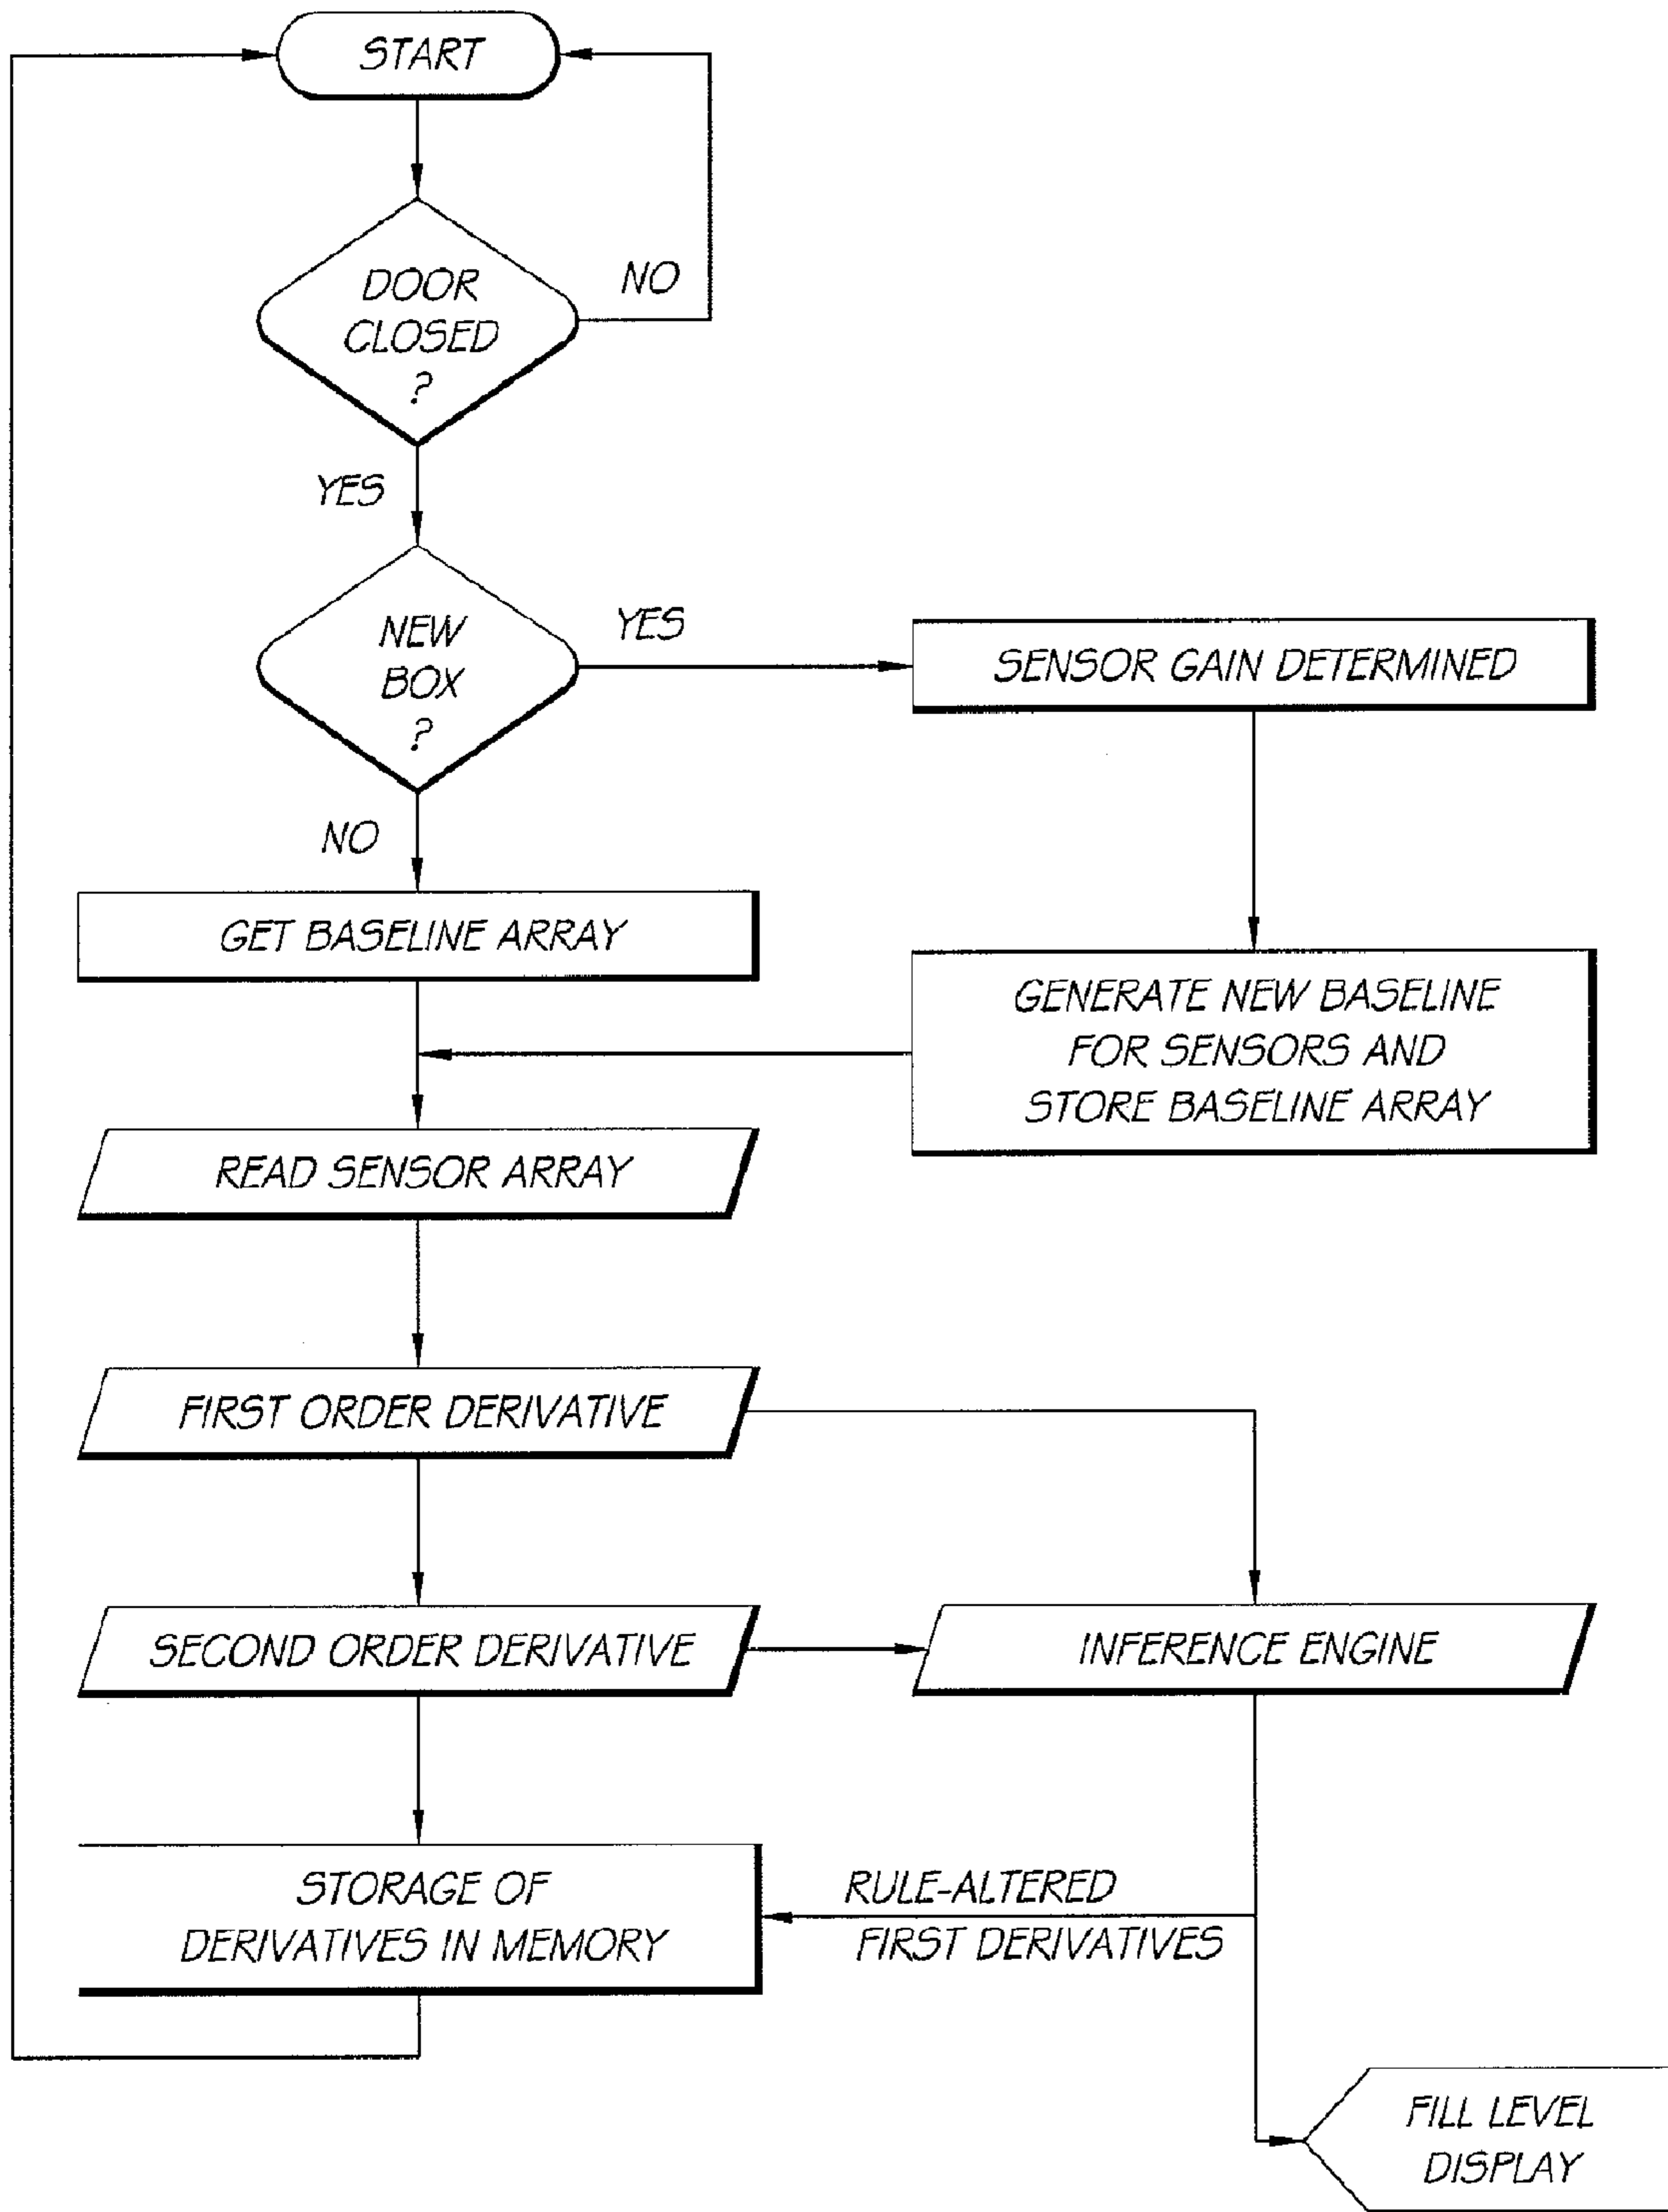 START
DOOR
CLOSED
?
NO
YES
NEW
BOX
?
YES
SENSOR GAIN DETERMINED
NO
GET BASELINE ARRAY
GENERATE NEW BASELINE
FOR SENSORS AND
STORE BASELINE ARRAY
READ SENSOR ARRAY
FIRST ORDER DERIVATIVE
SECOND ORDER DERIVATIVE
INFERENCE ENGINE
STORAGE OF
DERIVATIVES IN MEMORY
RULE-ALTERED
FIRST DERIVATIVES
FILL LEVEL
DISPLAY